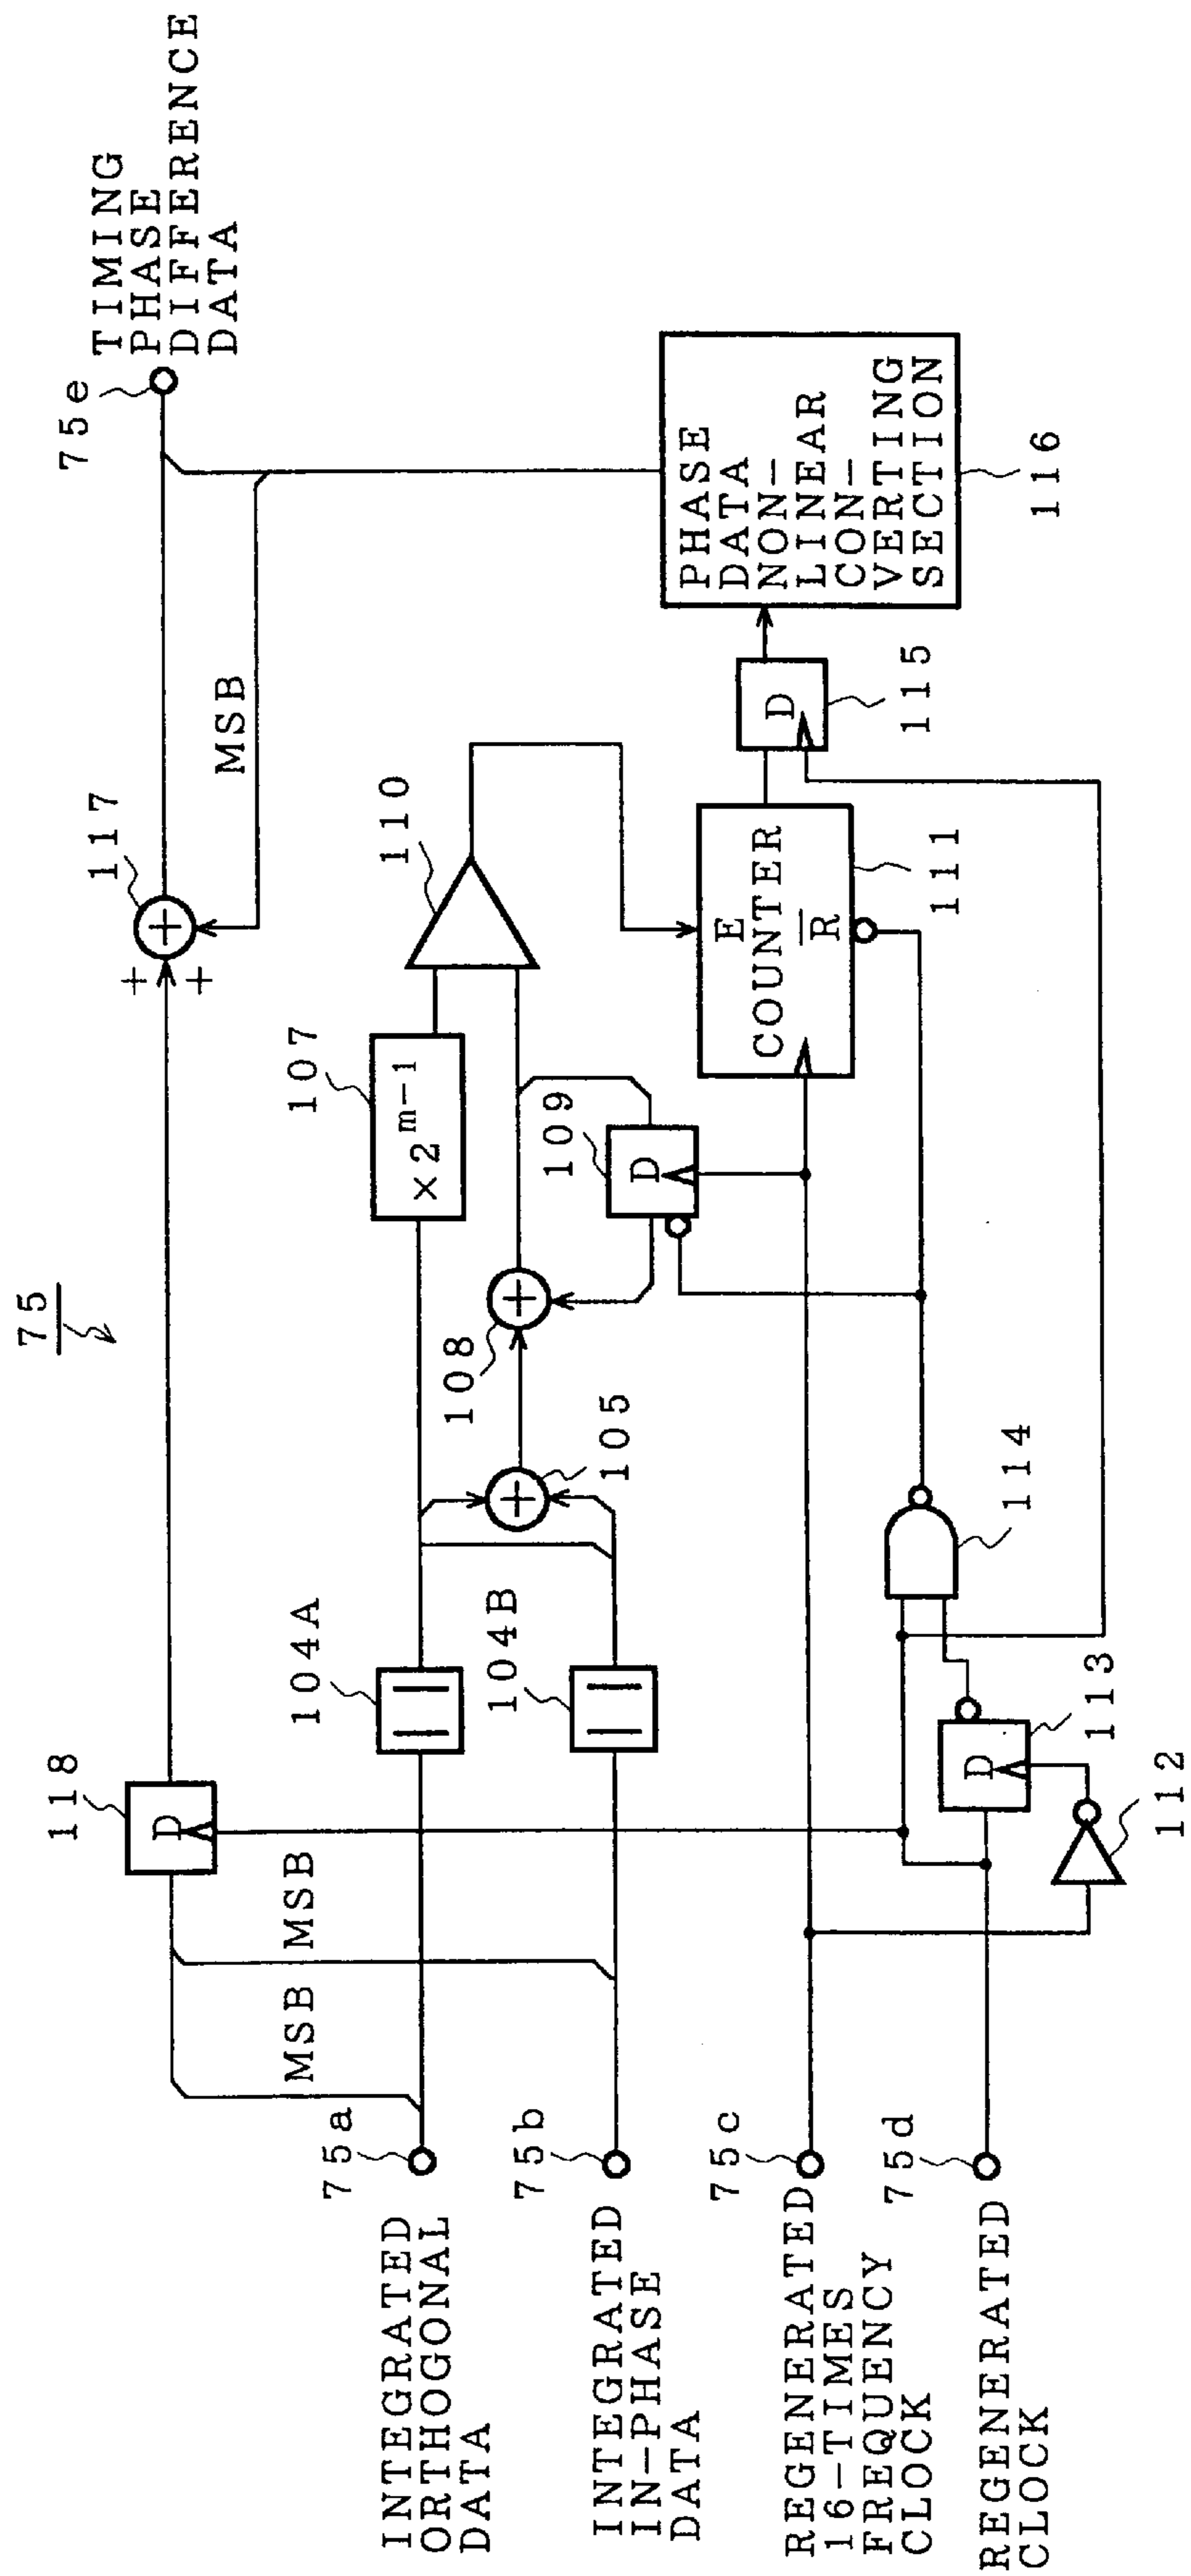 75
INTEGRATED
ORTHOGONAL
DATA
75a
INTEGRATED
IN-PHASE
DATA
75b
REGENERATED
16-TIMES
FREQUENCY
CLOCK
75c
REGENERATED
CLOCK
75d
MSB
MSB
118
D
104A
| |
104B
| |
105
+
108
+
107
×2^{m-1}
109
D
110
112
113
D
114
E
COUNTER
R̅
111
D
115
PHASE
DATA
NON-
LINEAR
CON-
VERTING
SECTION
116
+
+
+
117
MSB
75e
TIMING
PHASE
DIFFERENCE
DATA